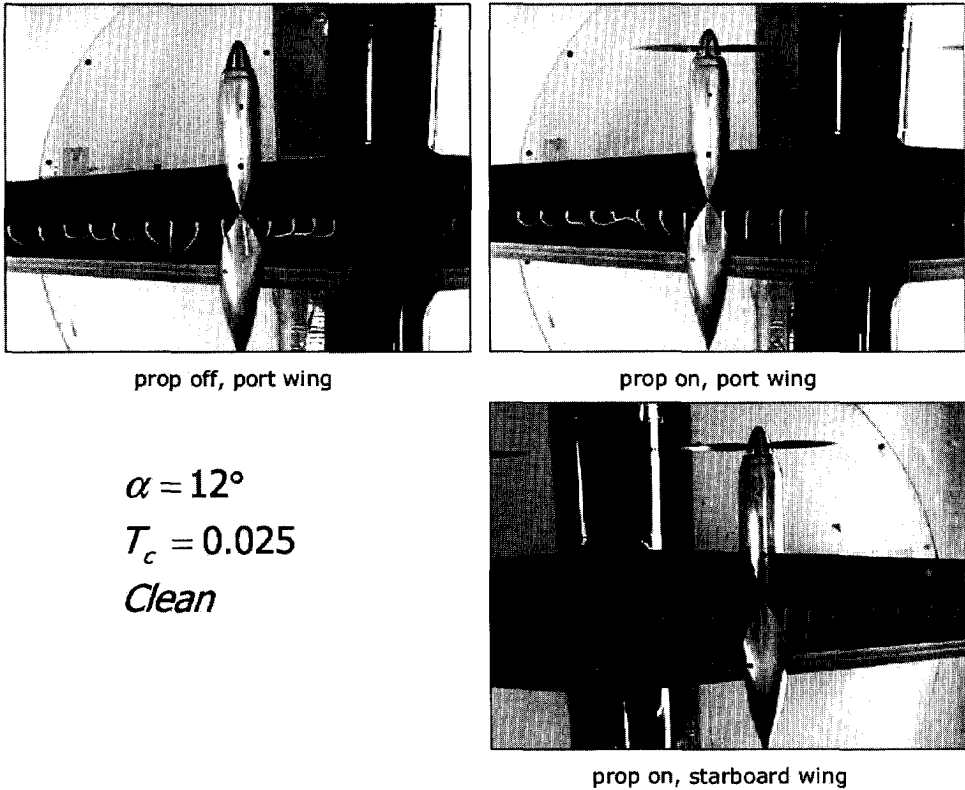 prop off, port wing
prop on, port wing
α = 12°
T_c = 0.025
Clean
prop on, starboard wing